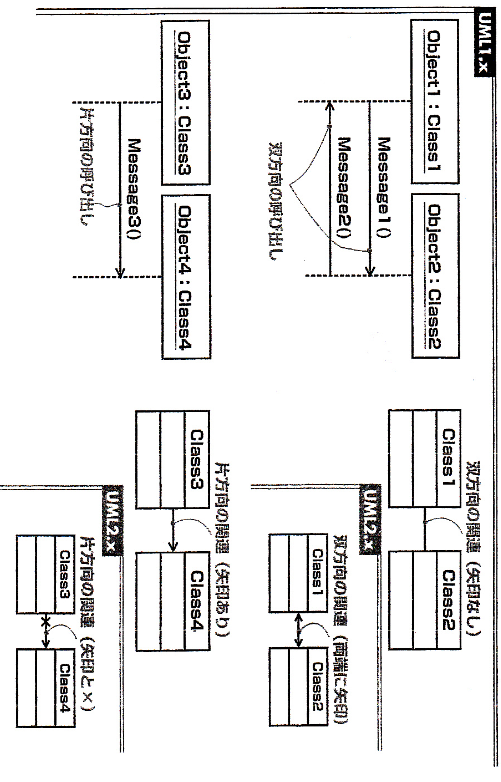 UML1.x
Object1 : Class1
Object2 : Class2
Message1()
Message2()
双方向の呼び出し
Object3 : Class3
Object4 : Class4
Message3()
片方向の呼び出し
双方向の関連（矢印なし）
Class1
Class2
UML2.x
双方向の関連（両端に矢印）
Class1
Class2
片方向の関連（矢印あり）
Class3
Class4
UML2.x
片方向の関連（矢印と×）
Class3
Class4